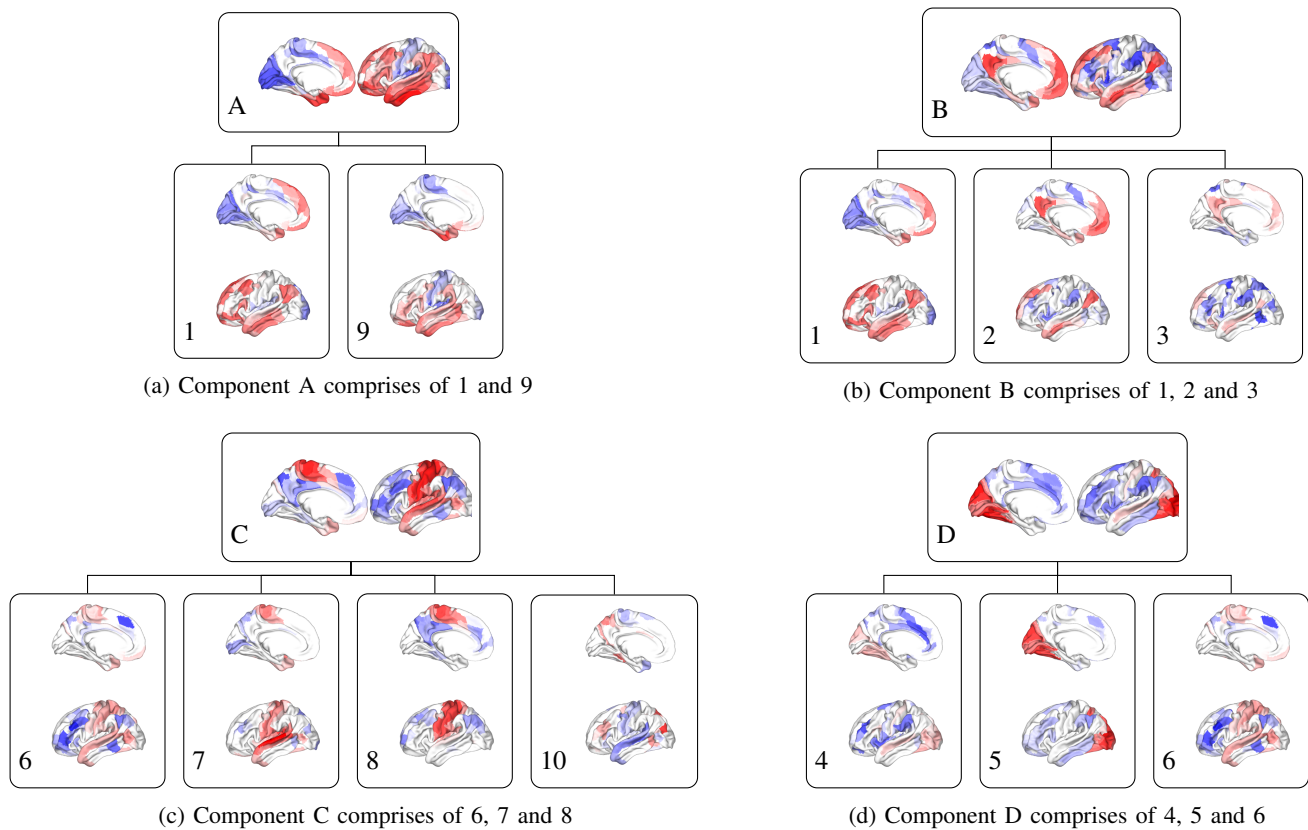 A
1
9
(a) Component A comprises of 1 and 9
B
1
2
3
(b) Component B comprises of 1, 2 and 3
C
6
7
8
10
(c) Component C comprises of 6, 7 and 8
D
4
5
6
(d) Component D comprises of 4, 5 and 6